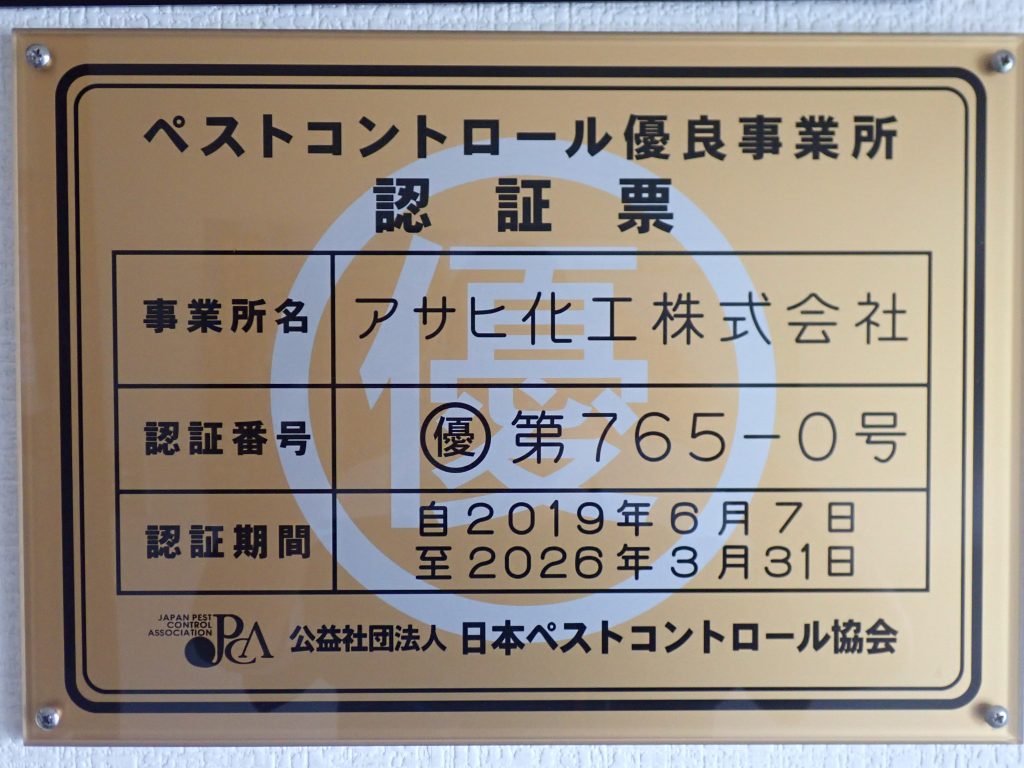 ペストコントロール優良事業所
認証票
事業所名 アサヒ化工株式会社
認証番号 ㊝第765-0号
認証期間 自2019年6月7日
至2026年3月31日
JAPAN PEST
CONTROL
ASSOCIATION
JPCA 公益社団法人 日本ペストコントロール協会
優